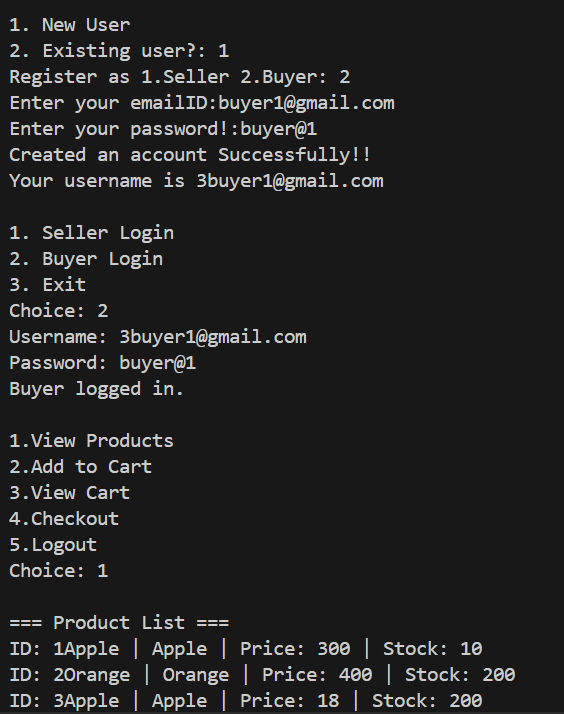 1. New User
2. Existing user?: 1
Register as 1.Seller 2.Buyer: 2
Enter your emailID:buyer1@gmail.com
Enter your password!:buyer@1
Created an account Successfully!!
Your username is 3buyer1@gmail.com
1. Seller Login
2. Buyer Login
3. Exit
Choice: 2
Username: 3buyer1@gmail.com
Password: buyer@1
Buyer logged in.
1.View Products
2.Add to Cart
3.View Cart
4.Checkout
5.Logout
Choice: 1
=== Product List ===
ID: 1Apple | Apple | Price: 300 | Stock: 10
ID: 2Orange | Orange | Price: 400 | Stock: 200
ID: 3Apple | Apple | Price: 18 | Stock: 200